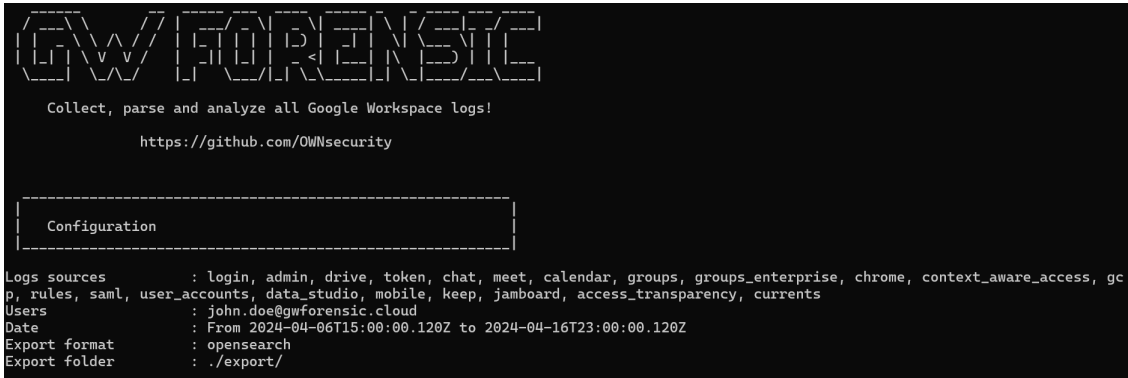 GW FORENSIC
Collect, parse and analyze all Google Workspace logs!
https://github.com/OWNsecurity
Configuration
Logs sources : login, admin, drive, token, chat, meet, calendar, groups, groups_enterprise, chrome, context_aware_access, gc
p, rules, saml, user_accounts, data_studio, mobile, keep, jamboard, access_transparency, currents
Users : john.doe@gwforensic.cloud
Date : From 2024-04-06T15:00:00.120Z to 2024-04-16T23:00:00.120Z
Export format : opensearch
Export folder : ./export/